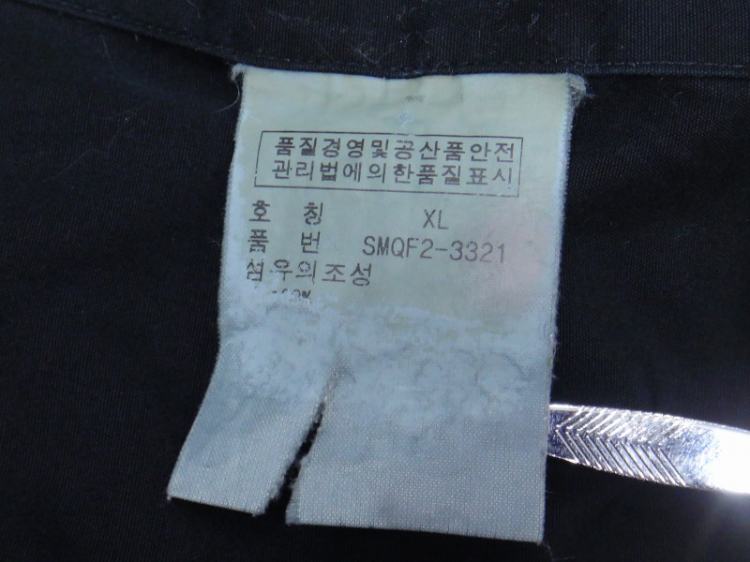 품질경영및공산품안전
관리법에의한품질표시
호 칭 XL
품 번 SMQF2-3321
섬유의조성